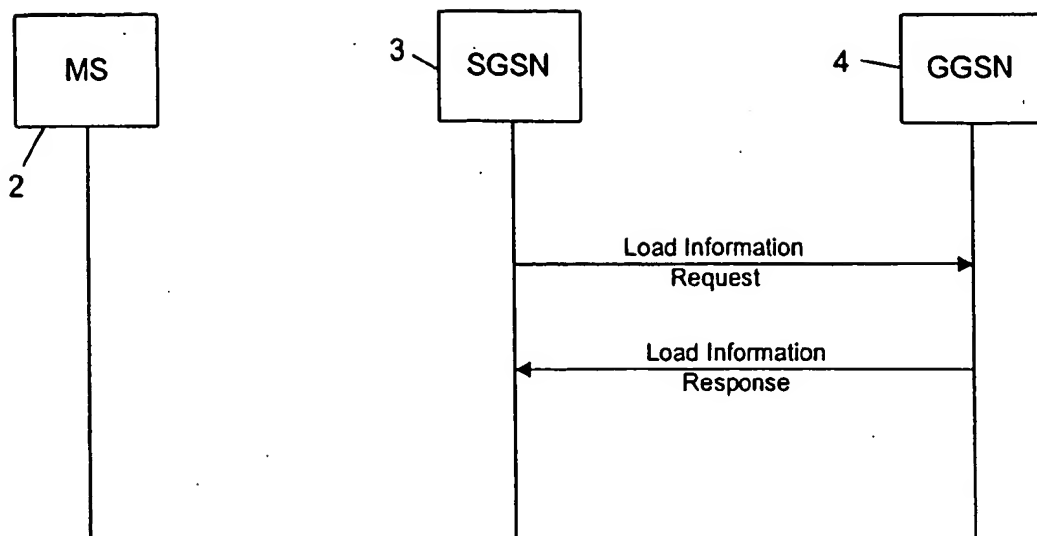 MS
3
SGSN
4
GGSN
2
Load Information
Request
Load Information
Response